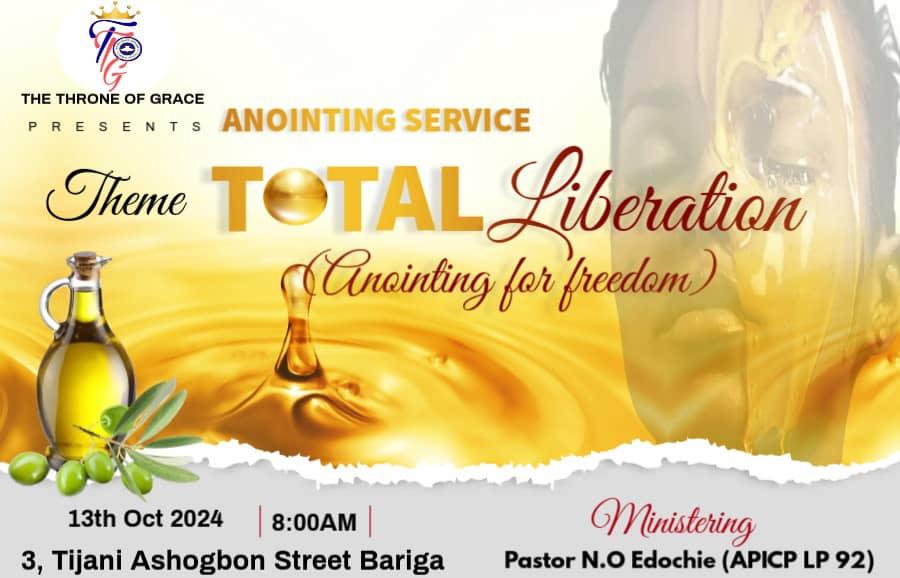 TTG
THE THRONE OF GRACE
PRESENTS
ANOINTING SERVICE
Theme TOTAL Liberation
(Anointing for freedom)
13th Oct 2024 | 8:00AM |
3, Tijani Ashogbon Street Bariga
Ministering
Pastor N.O Edochie (APICP LP 92)